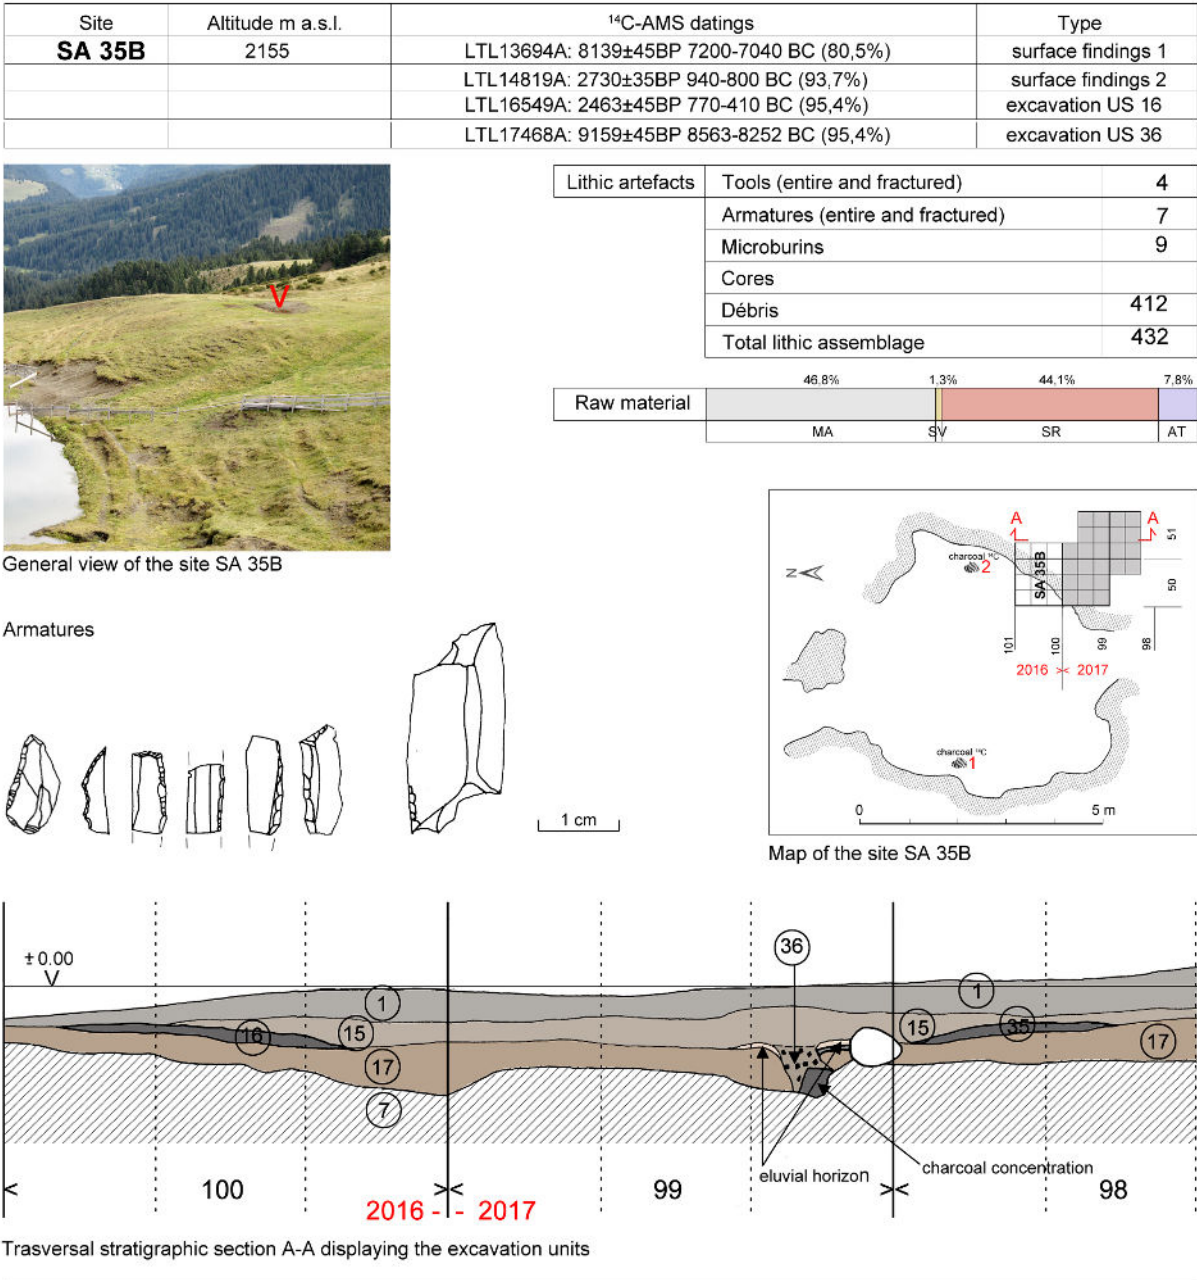 Site Altitude m a.s.l. ¹⁴C-AMS datings Type
SA 35B 2155 LTL13694A: 8139±45BP 7200-7040 BC (80,5%) surface findings 1
LTL14819A: 2730±35BP 940-800 BC (93,7%) surface findings 2
LTL16549A: 2463±45BP 770-410 BC (95,4%) excavation US 16
LTL17468A: 9159±45BP 8563-8252 BC (95,4%) excavation US 36
Lithic artefacts Tools (entire and fractured) 4
Armatures (entire and fractured) 7
Microburins 9
Cores
Débris 412
Total lithic assemblage 432
46.8% 1,3% 44,1% 7,8%
Raw material
MA SV SR AT
V
General view of the site SA 35B
A A
charcoal ¹⁴C
2
SA 35B
51
50
N
101 100 99 98
2016 2017
charcoal ¹⁴C
1
0 5 m
Map of the site SA 35B
Armatures
1 cm
± 0.00
V
36
1 1
16 15 15 35
17 17
7
eluvial horizon charcoal concentration
100 99 98
2016 - - 2017
Trasversal stratigraphic section A-A displaying the excavation units